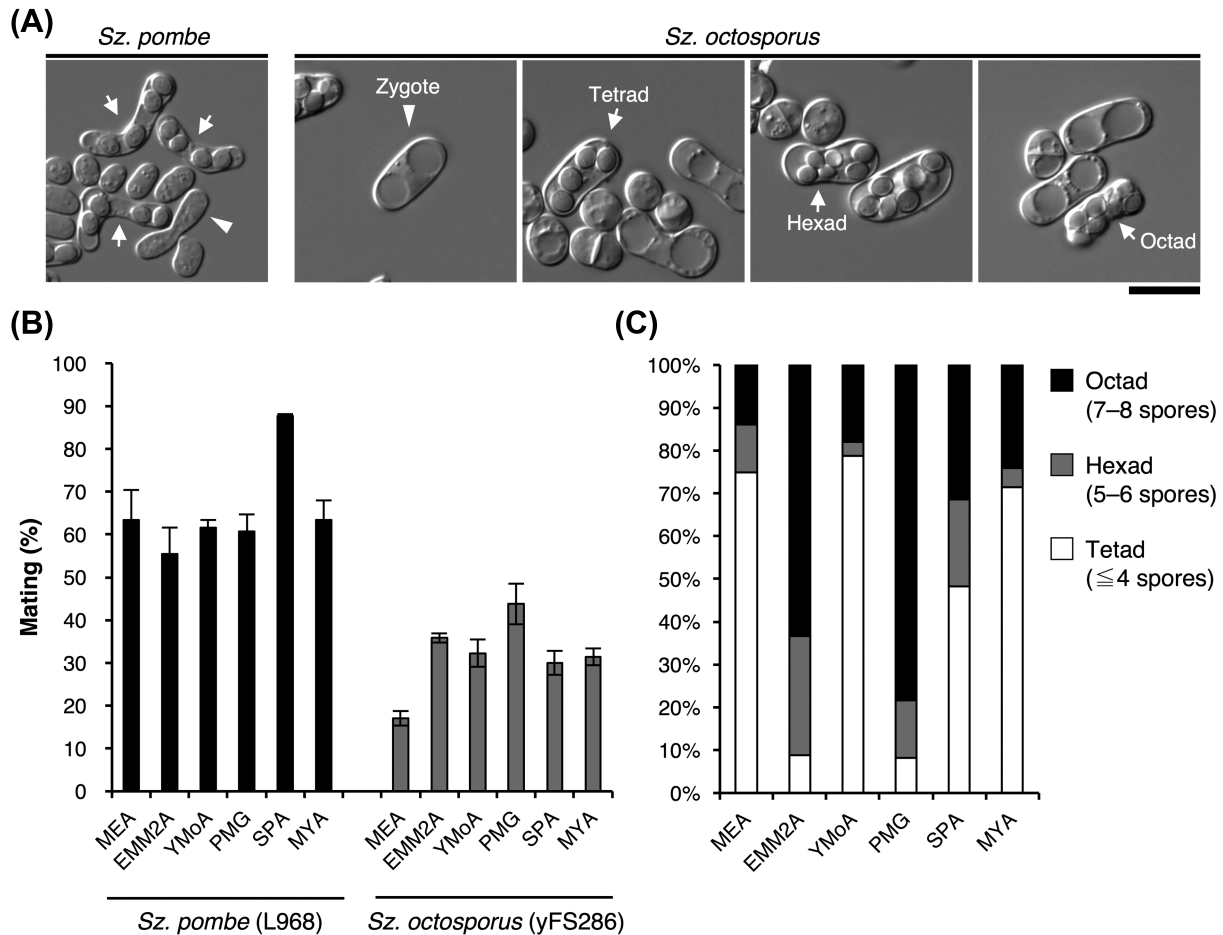 (A)
Sz. pombe
Sz. octosporus
Zygote
Tetrad
Hexad
Octad
(B)
Mating (%)
100
90
80
70
60
50
40
30
20
10
0
MEA
EMM2A
YMoA
PMG
SPA
MYA
MEA
EMM2A
YMoA
PMG
SPA
MYA
Sz. pombe (L968)
Sz. octosporus (yFS286)
(C)
100%
90%
80%
70%
60%
50%
40%
30%
20%
10%
0%
MEA
EMM2A
YMoA
PMG
SPA
MYA
Octad
(7–8 spores)
Hexad
(5–6 spores)
Tetad
(≦4 spores)